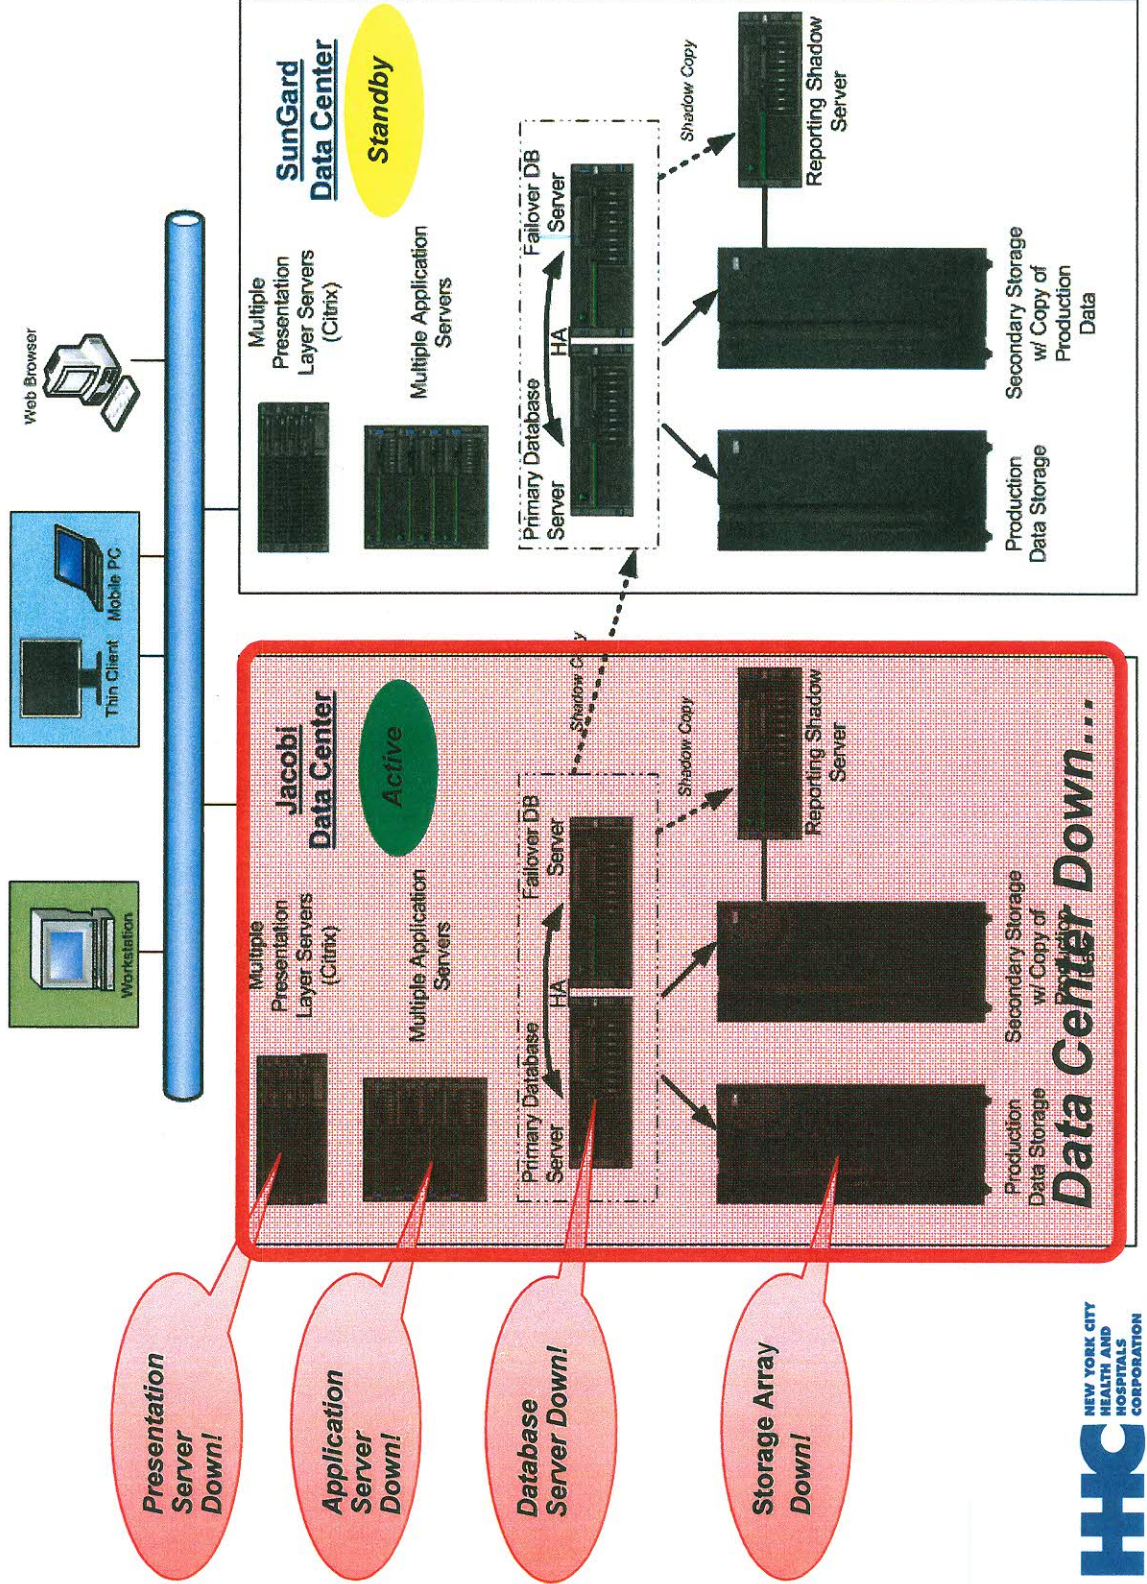 Workstation
Thin Client
Mobile PC
Web Browser
Jacobi
Data Center
Active
Multiple
Presentation
Layer Servers
(Citrix)
Multiple Application
Servers
Primary Database
Server
HA
Failover DB
Server
Shadow Copy
Shadow Copy
Reporting Shadow
Server
Production
Data Storage
Secondary Storage
w/ Copy of
Production
Data Center Down...
SunGard
Data Center
Standby
Multiple
Presentation
Layer Servers
(Citrix)
Multiple Application
Servers
Primary Database
Server
HA
Failover DB
Server
Shadow Copy
Reporting Shadow
Server
Production
Data Storage
Secondary Storage
w/ Copy of
Production
Data
Presentation
Server
Down!
Application
Server
Down!
Database
Server Down!
Storage Array
Down!
HHC
NEW YORK CITY
HEALTH AND
HOSPITALS
CORPORATION